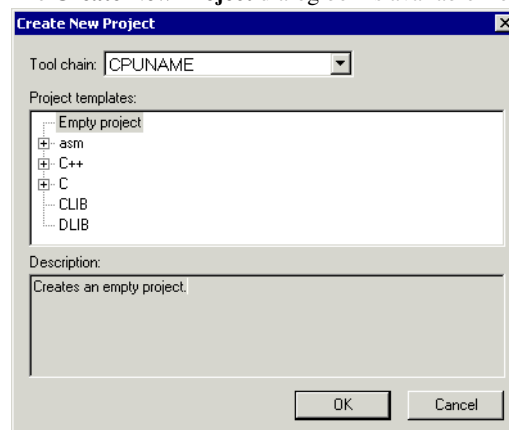 Create New Project
Tool chain: CPUNAME
Project templates:
Empty project
asm
C++
C
CLIB
DLIB
Description:
Creates an empty project.
OK Cancel